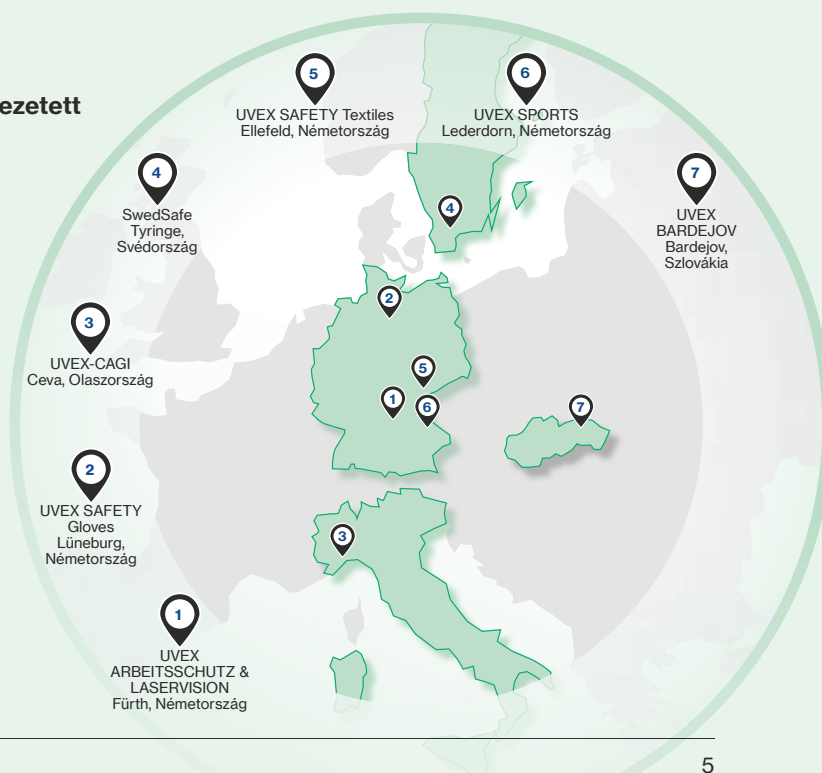 ezetett
5
UVEX SAFETY Textiles
Ellefeld, Németország
6
UVEX SPORTS
Lederdorn, Németország
4
SwedSafe
Tyringe,
Svédország
7
UVEX
BARDEJOV
Bardejov,
Szlovákia
3
UVEX-CAGI
Ceva, Olaszország
2
UVEX SAFETY
Gloves
Lüneburg,
Németország
1
UVEX
ARBEITSSCHUTZ &
LASERVISION
Fürth, Németország
4
2
5
1
6
7
3
5